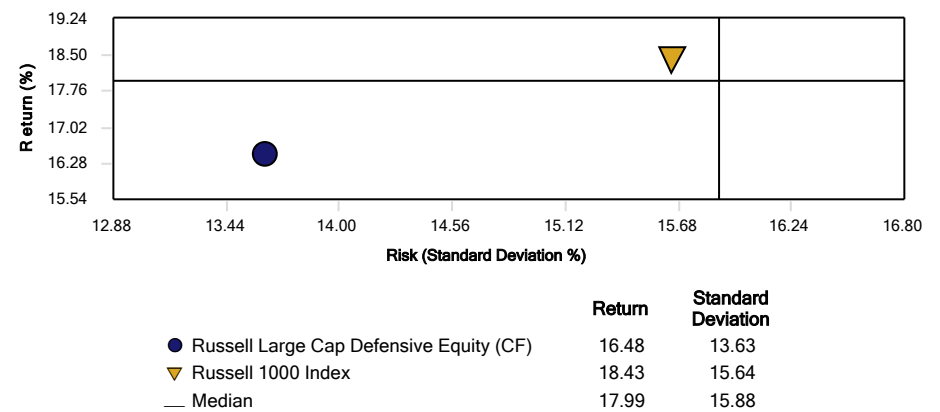 19.24
18.50
17.76
17.02
16.28
15.54
Return (%)
12.88 13.44 14.00 14.56 15.12 15.68 16.24 16.80
Risk (Standard Deviation %)
Return Standard Deviation
Russell Large Cap Defensive Equity (CF) 16.48 13.63
Russell 1000 Index 18.43 15.64
Median 17.99 15.88